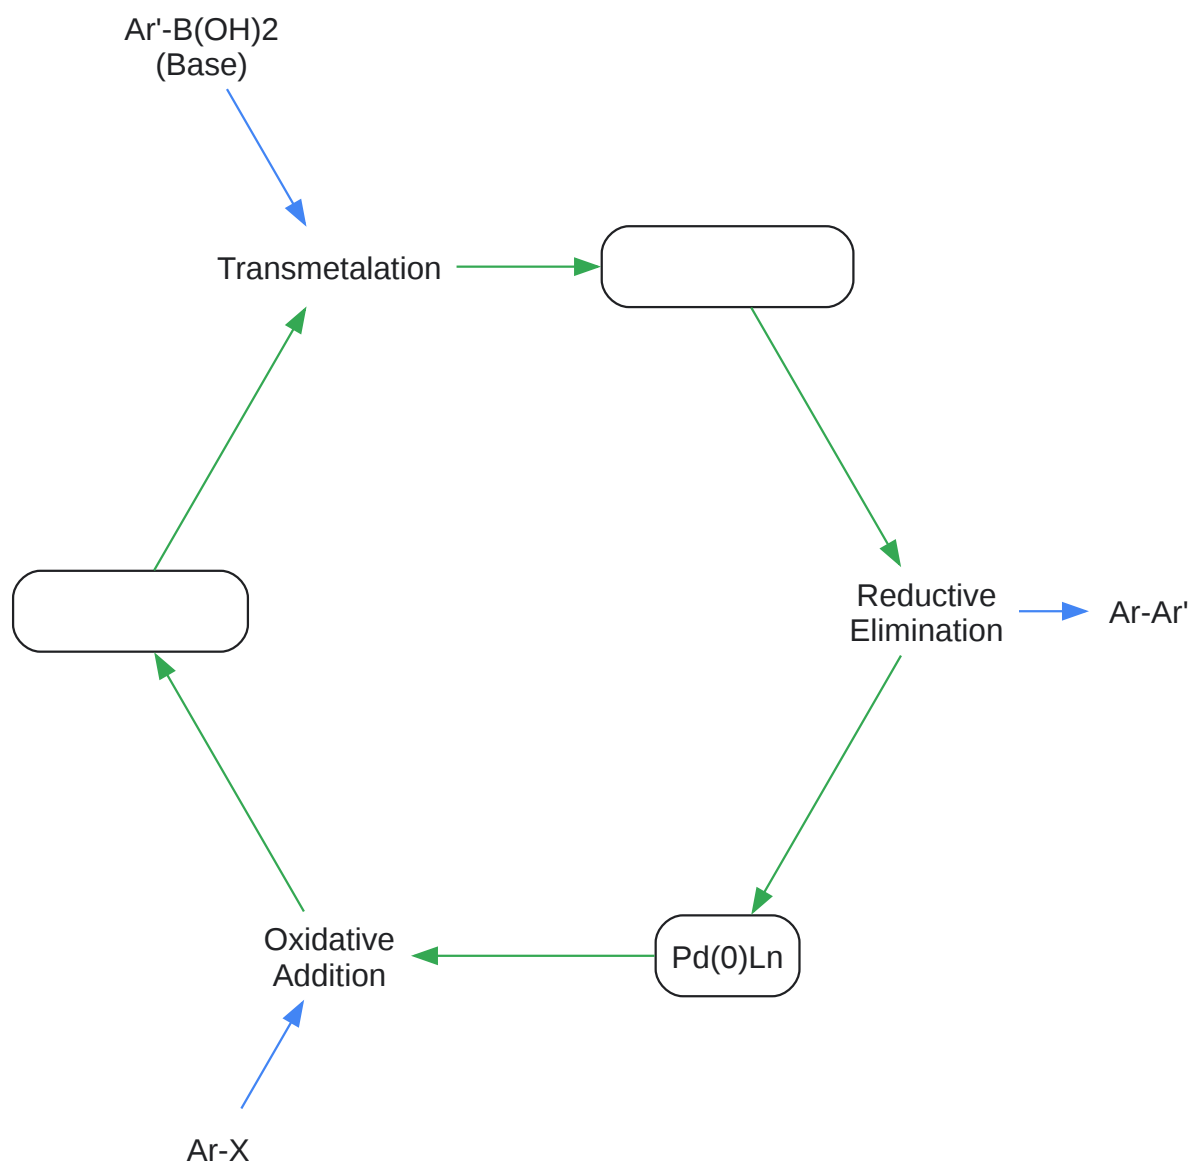 Ar'-B(OH)2
(Base)
Transmetalation
Reductive
Elimination
Ar-Ar'
Oxidative
Addition
Pd(0)Ln
Ar-X